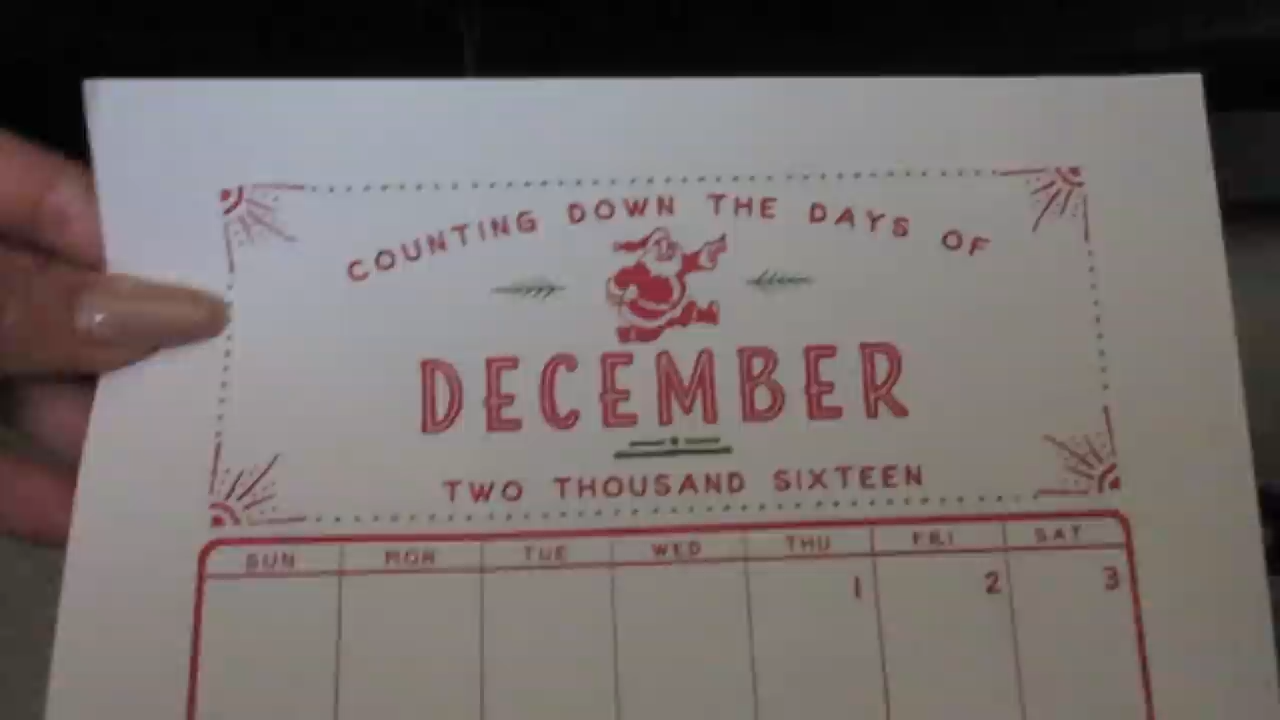 COUNTING DOWN THE DAYS OF
DECEMBER
TWO THOUSAND SIXTEEN
SUN MON TUE WED THU FRI SAT
1 2 3